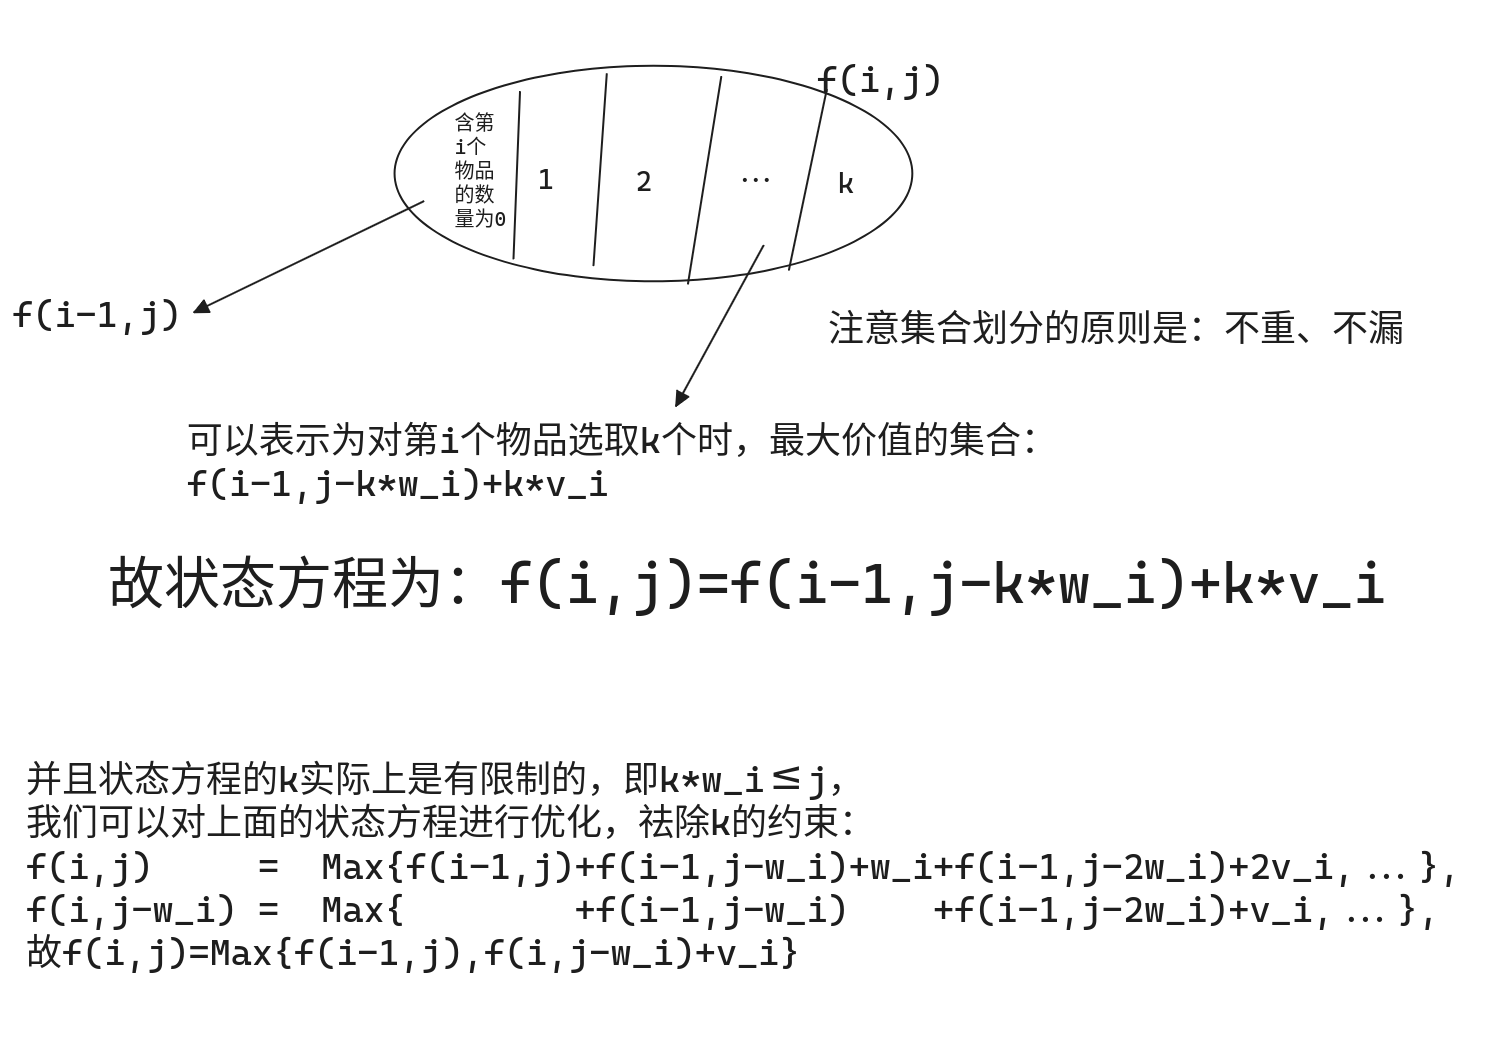 f(i,j)
含第
i个
物品
的数
量为0
1
2
...
k
f(i-1,j)
注意集合划分的原则是：不重、不漏
可以表示为对第i个物品选取k个时，最大价值的集合：
f(i-1,j-k*w_i)+k*v_i
故状态方程为：f(i,j)=f(i-1,j-k*w_i)+k*v_i
并且状态方程的k实际上是有限制的，即k*w_i≤j，
我们可以对上面的状态方程进行优化，祛除k的约束：
f(i,j)     =  Max{f(i-1,j)+f(i-1,j-w_i)+w_i+f(i-1,j-2w_i)+2v_i, ... },
f(i,j-w_i) =  Max{        +f(i-1,j-w_i)    +f(i-1,j-2w_i)+v_i, ... },
故f(i,j)=Max{f(i-1,j),f(i,j-w_i)+v_i}